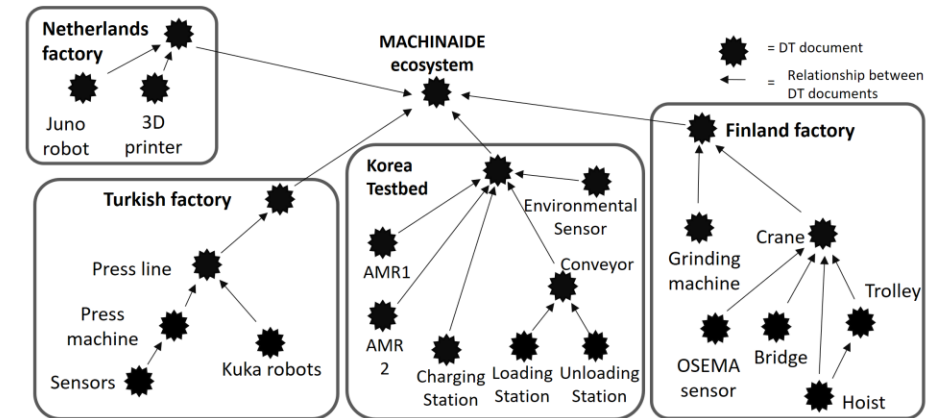 Netherlands
factory
Juno
robot
3D
printer
MACHINAIDE
ecosystem
= DT document
= Relationship between
DT documents
Turkish factory
Press line
Press
machine
Sensors
Kuka robots
Korea
Testbed
Environmental
Sensor
AMR1
Conveyor
AMR
2
Charging
Station
Loading
Station
Unloading
Station
Finland factory
Grinding
machine
Crane
Trolley
OSEMA
sensor
Bridge
Hoist